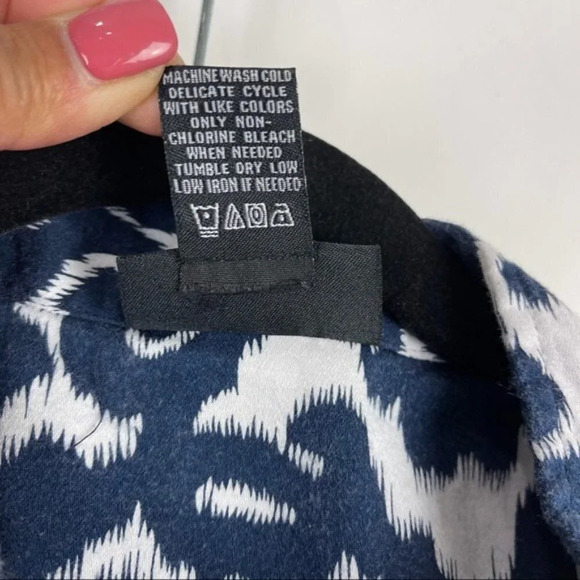 MACHINE WASH COLD
DELICATE CYCLE
WITH LIKE COLORS
ONLY NON-
CHLORINE BLEACH
WHEN NEEDED
TUMBLE DRY LOW
LOW IRON IF NEEDED